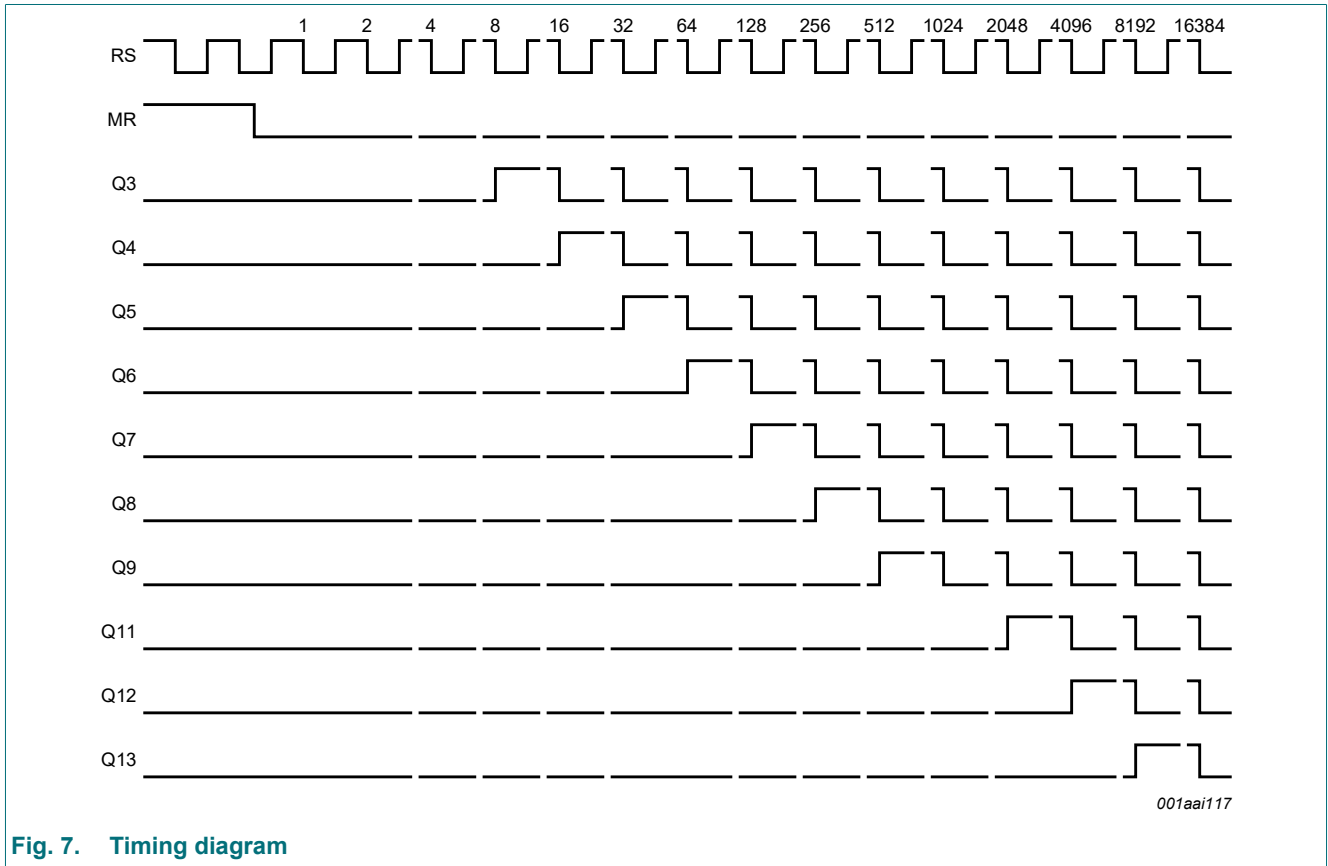 1 2 4 8 16 32 64 128 256 512 1024 2048 4096 8192 16384
RS
MR
Q3
Q4
Q5
Q6
Q7
Q8
Q9
Q11
Q12
Q13
001aai117
Fig. 7. Timing diagram